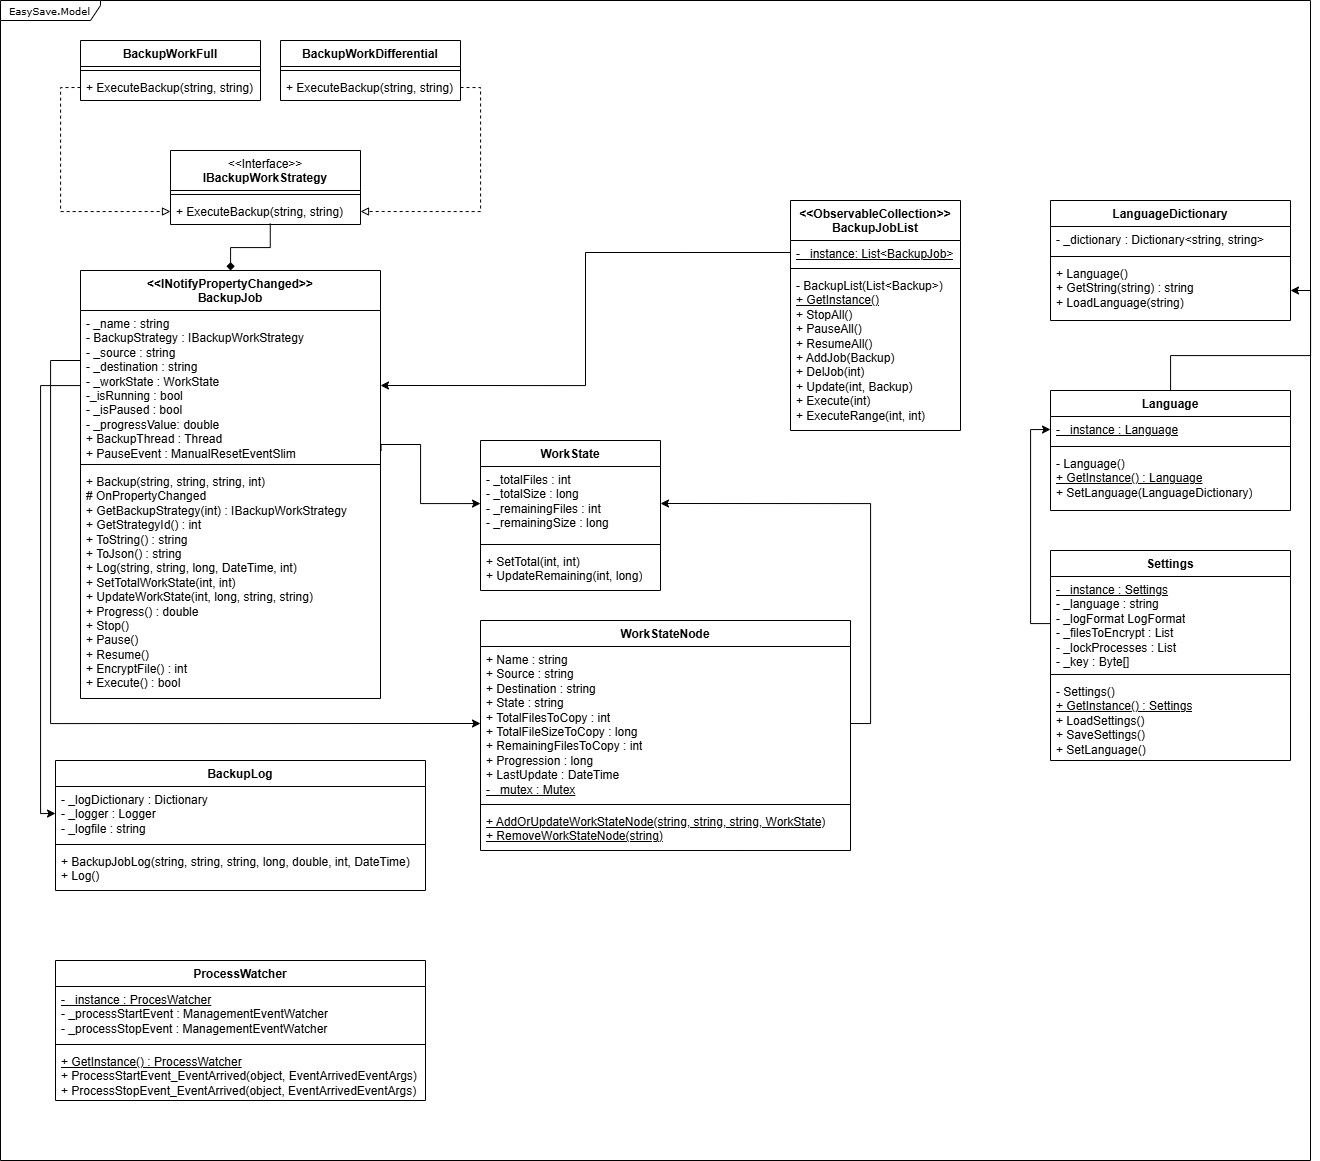 EasySave.Model
BackupWorkFull
+ ExecuteBackup(string, string)
BackupWorkDifferential
+ ExecuteBackup(string, string)
<<Interface>>
IBackupWorkStrategy
+ ExecuteBackup(string, string)
<<INotifyPropertyChanged>>
BackupJob
- _name : string
- BackupStrategy : IBackupWorkStrategy
- _source : string
- _destination : string
- _workState : WorkState
-_isRunning : bool
- _isPaused : bool
- _progressValue: double
+ BackupThread : Thread
+ PauseEvent : ManualResetEventSlim
+ Backup(string, string, string, int)
# OnPropertyChanged
+ GetBackupStrategy(int) : IBackupWorkStrategy
+ GetStrategyId() : int
+ ToString() : string
+ ToJson() : string
+ Log(string, string, long, DateTime, int)
+ SetTotalWorkState(int, int)
+ UpdateWorkState(int, long, string, string)
+ Progress() : double
+ Stop()
+ Pause()
+ Resume()
+ EncryptFile() : int
+ Execute() : bool
<<ObservableCollection>>
BackupJobList
- _instance: List<BackupJob>
- BackupList(List<Backup>)
+ GetInstance()
+ StopAll()
+ PauseAll()
+ ResumeAll()
+ AddJob(Backup)
+ DelJob(int)
+ Update(int, Backup)
+ Execute(int)
+ ExecuteRange(int, int)
LanguageDictionary
- _dictionary : Dictionary<string, string>
+ Language()
+ GetString(string) : string
+ LoadLanguage(string)
Language
- _instance : Language
- Language()
+ GetInstance() : Language
+ SetLanguage(LanguageDictionary)
WorkState
- _totalFiles : int
- _totalSize : long
- _remainingFiles : int
- _remainingSize : long
+ SetTotal(int, int)
+ UpdateRemaining(int, long)
Settings
- _instance : Settings
- _language : string
- _logFormat LogFormat
- _filesToEncrypt : List
- _lockProcesses : List
- _key : Byte[]
- Settings()
+ GetInstance() : Settings
+ LoadSettings()
+ SaveSettings()
+ SetLanguage()
WorkStateNode
+ Name : string
+ Source : string
+ Destination : string
+ State : string
+ TotalFilesToCopy : int
+ TotalFileSizeToCopy : long
+ RemainingFilesToCopy : int
+ Progression : long
+ LastUpdate : DateTime
- _mutex : Mutex
+ AddOrUpdateWorkStateNode(string, string, string, WorkState)
+ RemoveWorkStateNode(string)
BackupLog
- _logDictionary : Dictionary
- _logger : Logger
- _logfile : string
+ BackupJobLog(string, string, string, long, double, int, DateTime)
+ Log()
ProcessWatcher
- _instance : ProcesWatcher
- _processStartEvent : ManagementEventWatcher
- _processStopEvent : ManagementEventWatcher
+ GetInstance() : ProcessWatcher
+ ProcessStartEvent_EventArrived(object, EventArrivedEventArgs)
+ ProcessStopEvent_EventArrived(object, EventArrivedEventArgs)